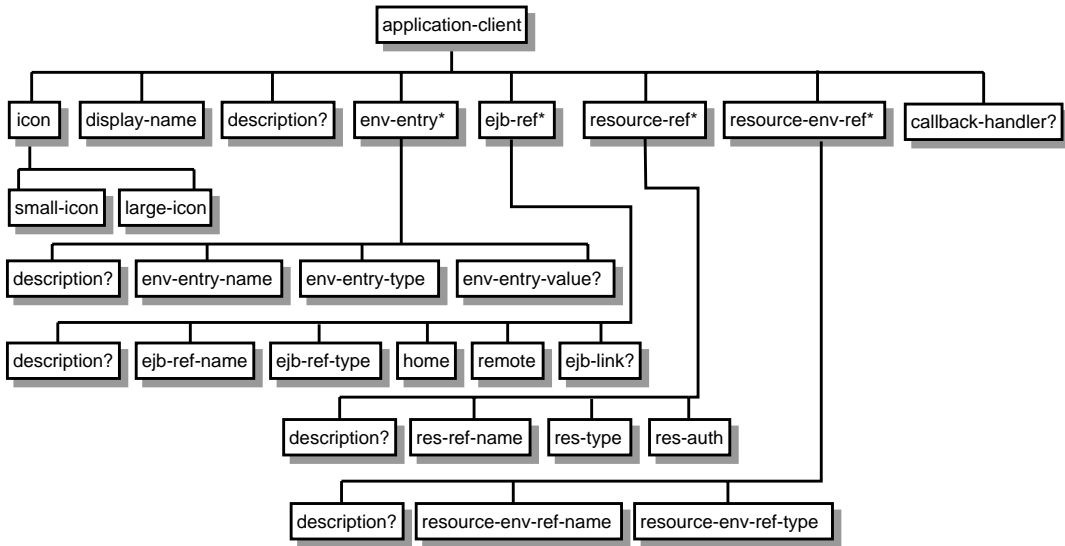 application-client
icon
display-name
description?
env-entry*
ejb-ref*
resource-ref*
resource-env-ref*
callback-handler?
small-icon
large-icon
description?
env-entry-name
env-entry-type
env-entry-value?
description?
ejb-ref-name
ejb-ref-type
home
remote
ejb-link?
description?
res-ref-name
res-type
res-auth
description?
resource-env-ref-name
resource-env-ref-type